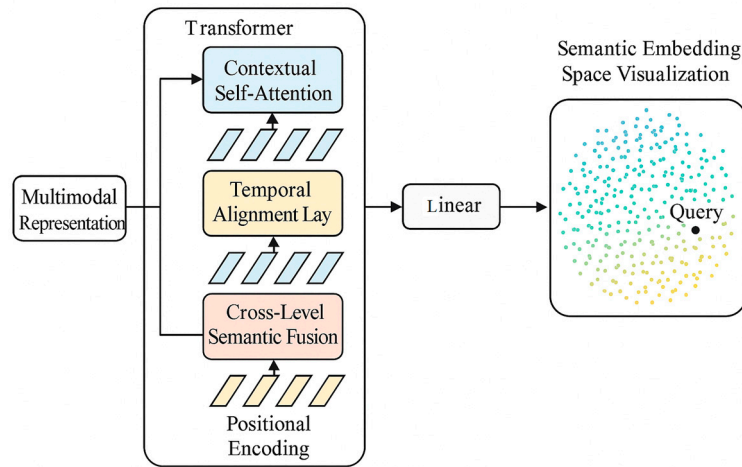 Transformer
Contextual
Self-Attention
Multimodal
Representation
Temporal
Alignment Lay
Cross-Level
Semantic Fusion
Positional
Encoding
Linear
Semantic Embedding
Space Visualization
Query